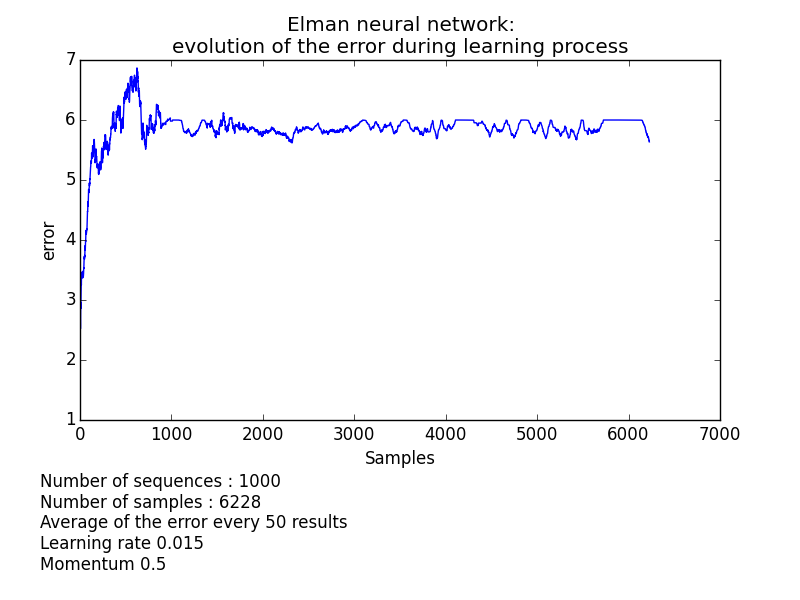 Elman neural network:
evolution of the error during learning process
7
6
5
4
3
2
1
error
0
1000
2000
3000
4000
5000
6000
7000
Samples
Number of sequences : 1000
Number of samples : 6228
Average of the error every 50 results
Learning rate 0.015
Momentum 0.5